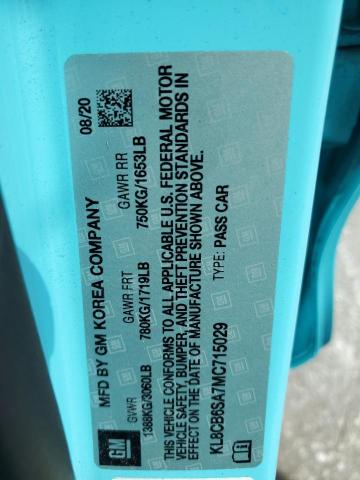 MFD BY GM KOREA COMPANY 08/20
GVWR GAWR FRT GAWR RR
1388KG/3060LB 780KG/1719LB 750KG/1653LB
THIS VEHICLE CONFORMS TO ALL APPLICABLE U.S. FEDERAL MOTOR
VEHICLE SAFETY, BUMPER, AND THEFT PREVENTION STANDARDS IN
EFFECT ON THE DATE OF MANUFACTURE SHOWN ABOVE.
KL8CB6SA7MC715029 TYPE: PASS CAR
GM